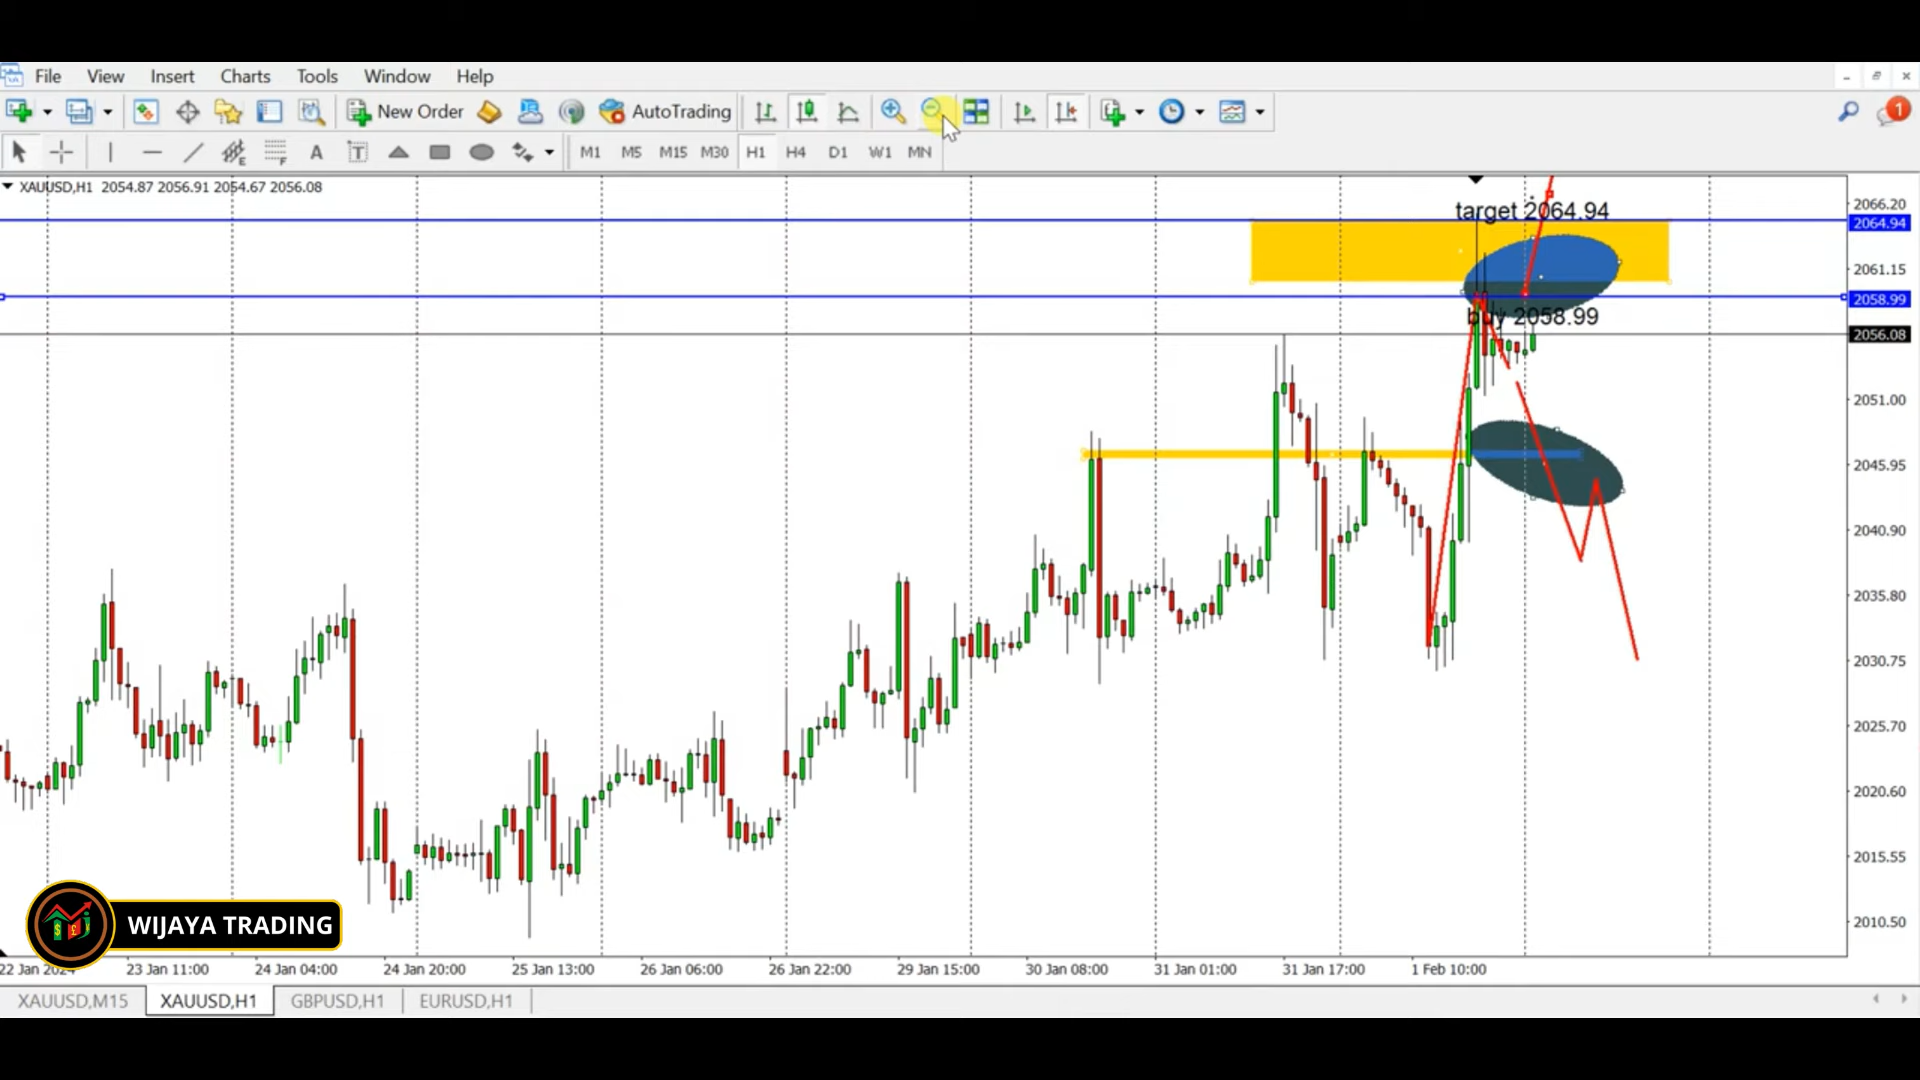 File View Insert Charts Tools Window Help
New Order AutoTrading 1
A T M1 M5 M15 M30 H1 H4 D1 W1 MN
XAUUSD,H1 2054.87 2056.91 2054.67 2056.08
target 2064.94
buy 2058.99
2066.20
2064.94
2061.15
2058.99
2056.08
2051.00
2045.95
2040.90
2035.80
2030.75
2025.70
2020.60
2015.55
2010.50
WIJAYA TRADING
22 Jan 2024 23 Jan 11:00 24 Jan 04:00 24 Jan 20:00 25 Jan 13:00 26 Jan 06:00 26 Jan 22:00 29 Jan 15:00 30 Jan 08:00 31 Jan 01:00 31 Jan 17:00 1 Feb 10:00
XAUUSD,M15 XAUUSD,H1 GBPUSD,H1 EURUSD,H1